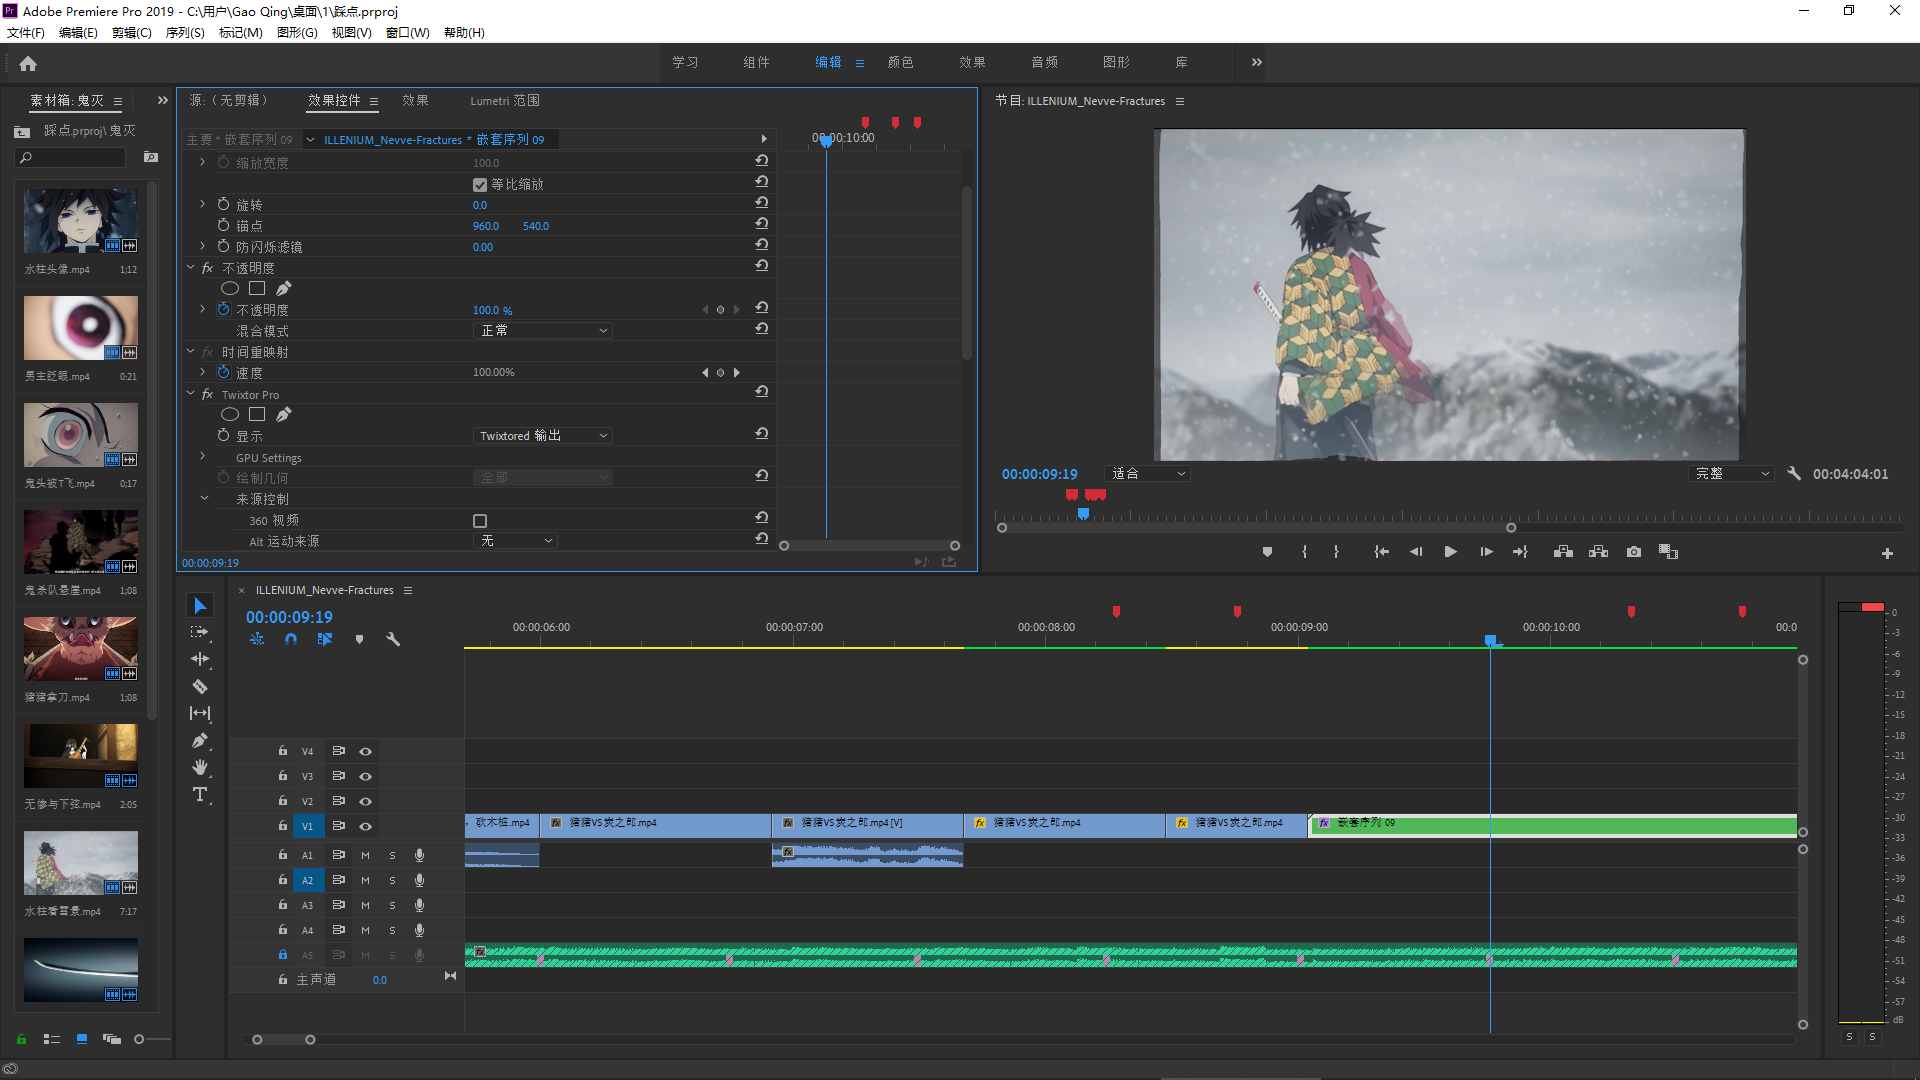 Adobe Premiere Pro 2019 - C:\用户\Gao Qing\桌面\1\踩点.prproj
文件(F) 编辑(E) 剪辑(C) 序列(S) 标记(M) 图形(G) 视图(V) 窗口(W) 帮助(H)
学习 组件 编辑 颜色 效果 音频 图形 库
素材箱: 鬼灭
踩点.prproj\ 鬼灭
水柱头像.mp4 1;12
男主眨眼.mp4 0:21
鬼头被T飞.mp4 0;17
鬼杀队悬崖.mp4 1;08
猪猪拿刀.mp4 1;08
无惨与下弦.mp4 2:05
水柱看雪景.mp4 7:17
源:（无剪辑） 效果控件 效果 Lumetri 范围
主要 * 嵌套序列 09 ILLENIUM_Nevve-Fractures * 嵌套序列 09
00:00:10:00
缩放宽度 100.0
等比缩放
旋转 0.0
锚点 960.0 540.0
防闪烁滤镜 0.00
fx 不透明度
不透明度 100.0 %
混合模式 正常
fx 时间重映射
速度 100.00%
fx Twixtor Pro
显示 Twixtored 输出
GPU Settings
绘制几何 全部
来源控制
360 视频
Alt 运动来源 无
00:00:09:19
节目: ILLENIUM_Nevve-Fractures
00:00:09:19 适合 完整 00:04:04:01
× ILLENIUM_Nevve-Fractures
00:00:09:19
00:00:06:00 00:00:07:00 00:00:08:00 00:00:09:00 00:00:10:00 00:0
V4
V3
V2
V1 砍木桩.mp4 fx 猪猪VS炭之郎.mp4 fx 猪猪VS炭之郎.mp4 [V] fx 猪猪VS炭之郎.mp4 fx 猪猪VS炭之郎.mp4 fx 嵌套序列 09
A1 M S fx
A2 M S
A3 M S
A4 M S
A5 M S fx
主声道 0.0
0
-3
-6
-9
-12
-15
-18
-21
-24
-27
-30
-33
-36
-39
-42
-45
-48
-51
-54
-57
dB
S S